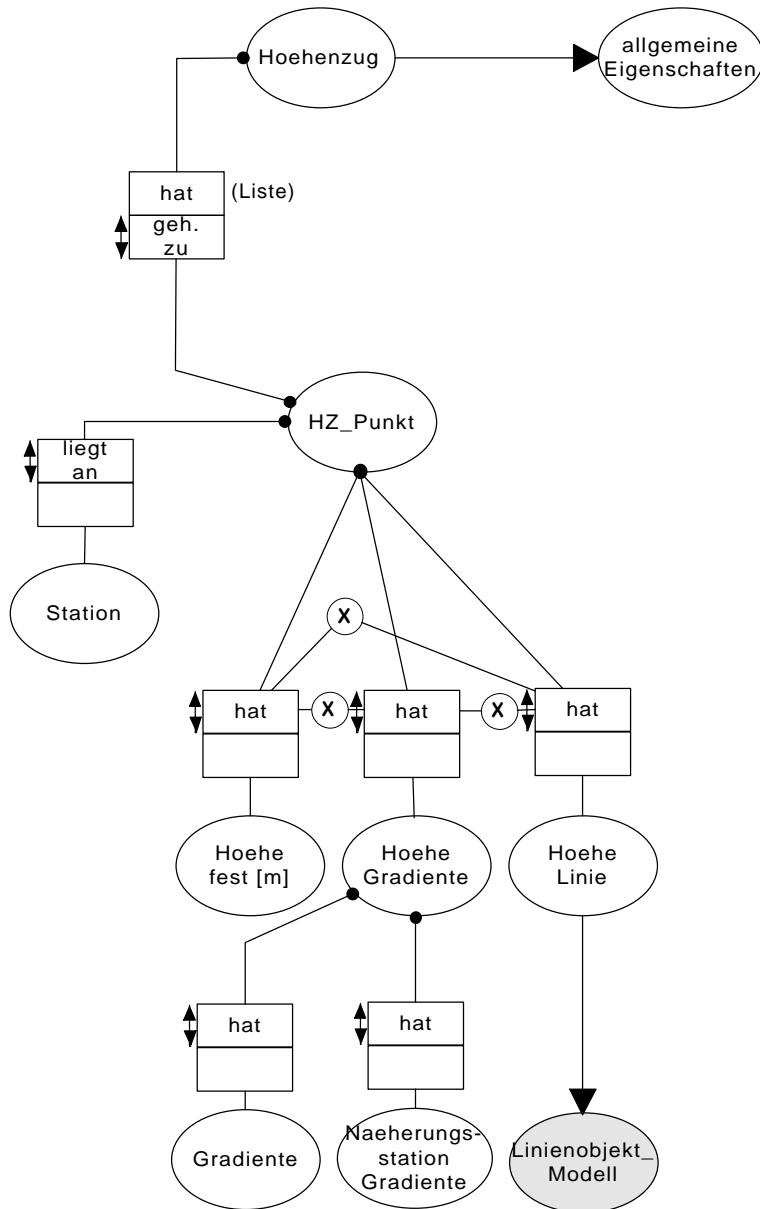 Hoehenzug
allgemeine
Eigenschaften
hat
(Liste)
geh.
zu
HZ_Punkt
liegt
an
Station
X
hat
X
hat
X
hat
Hoehe
fest [m]
Hoehe
Gradiente
Hoehe
Linie
hat
hat
Gradiente
Naeherungs-
station
Gradiente
Linienobjekt_
Modell